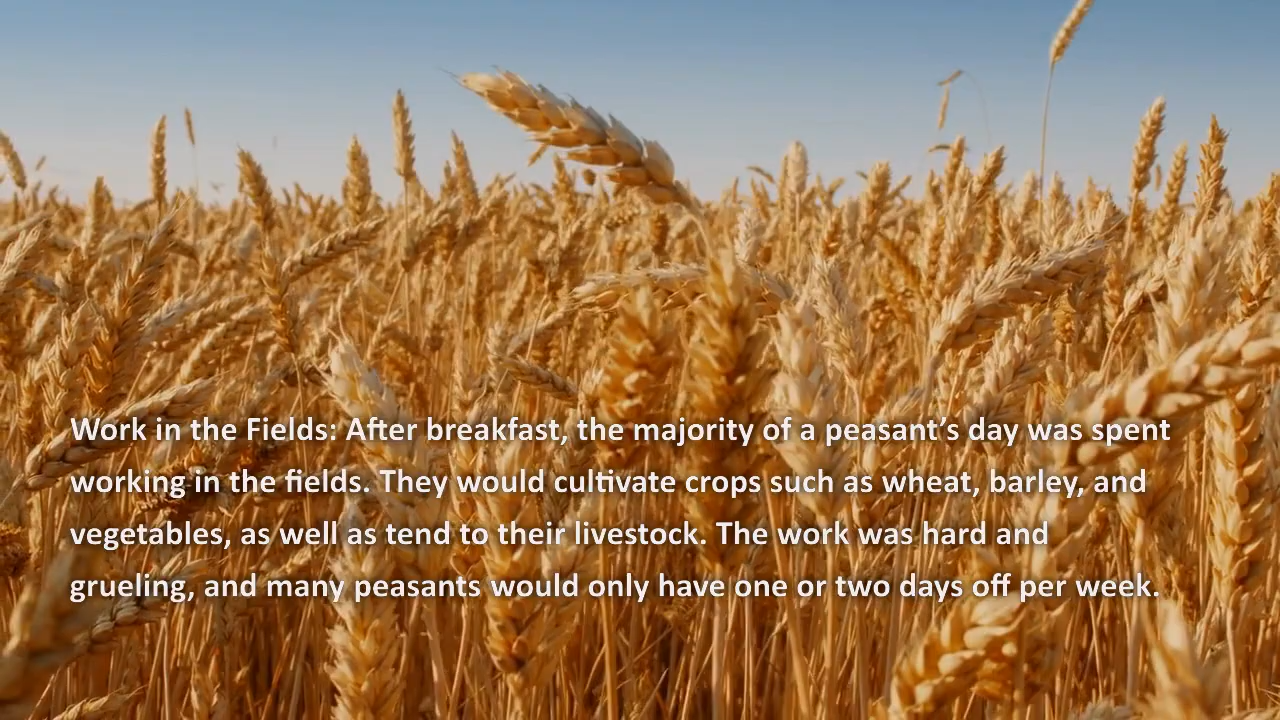 Work in the Fields: After breakfast, the majority of a peasant’s day was spent
working in the fields. They would cultivate crops such as wheat, barley, and
vegetables, as well as tend to their livestock. The work was hard and
grueling, and many peasants would only have one or two days off per week.